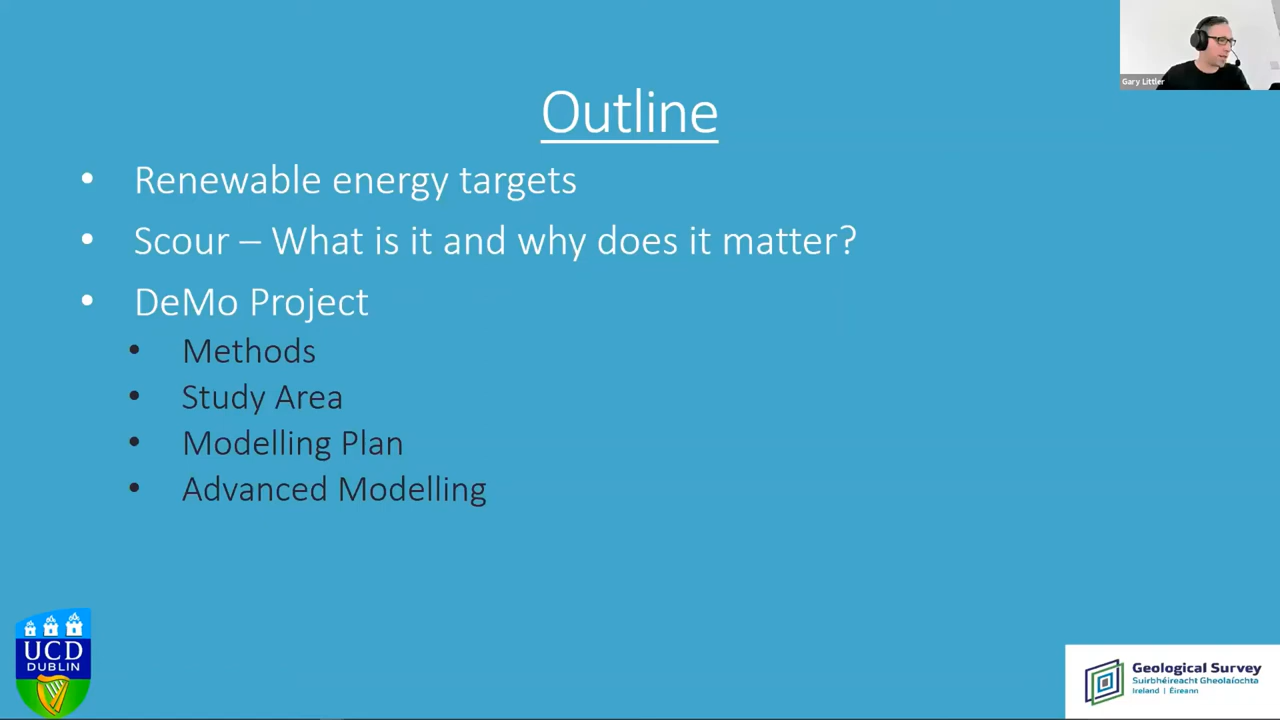 Gary Littler
Outline
• Renewable energy targets
• Scour – What is it and why does it matter?
• DeMo Project
• Methods
• Study Area
• Modelling Plan
• Advanced Modelling
UCD
DUBLIN
Geological Survey
Suirbhéireacht Gheolaíochta
Ireland | Éireann